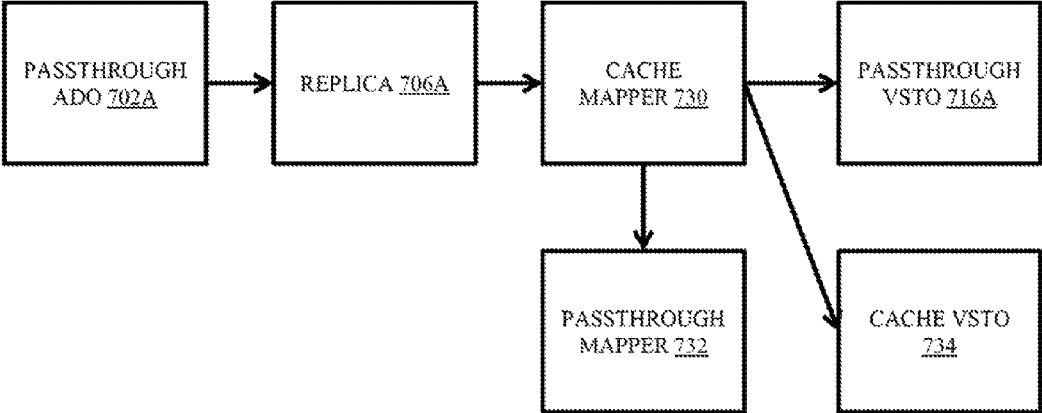 PASSTHROUGH
ADO 702A
REPLICA 706A
CACHE
MAPPER 730
PASSTHROUGH
VSTO 716A
PASSTHROUGH
MAPPER 732
CACHE VSTO
734